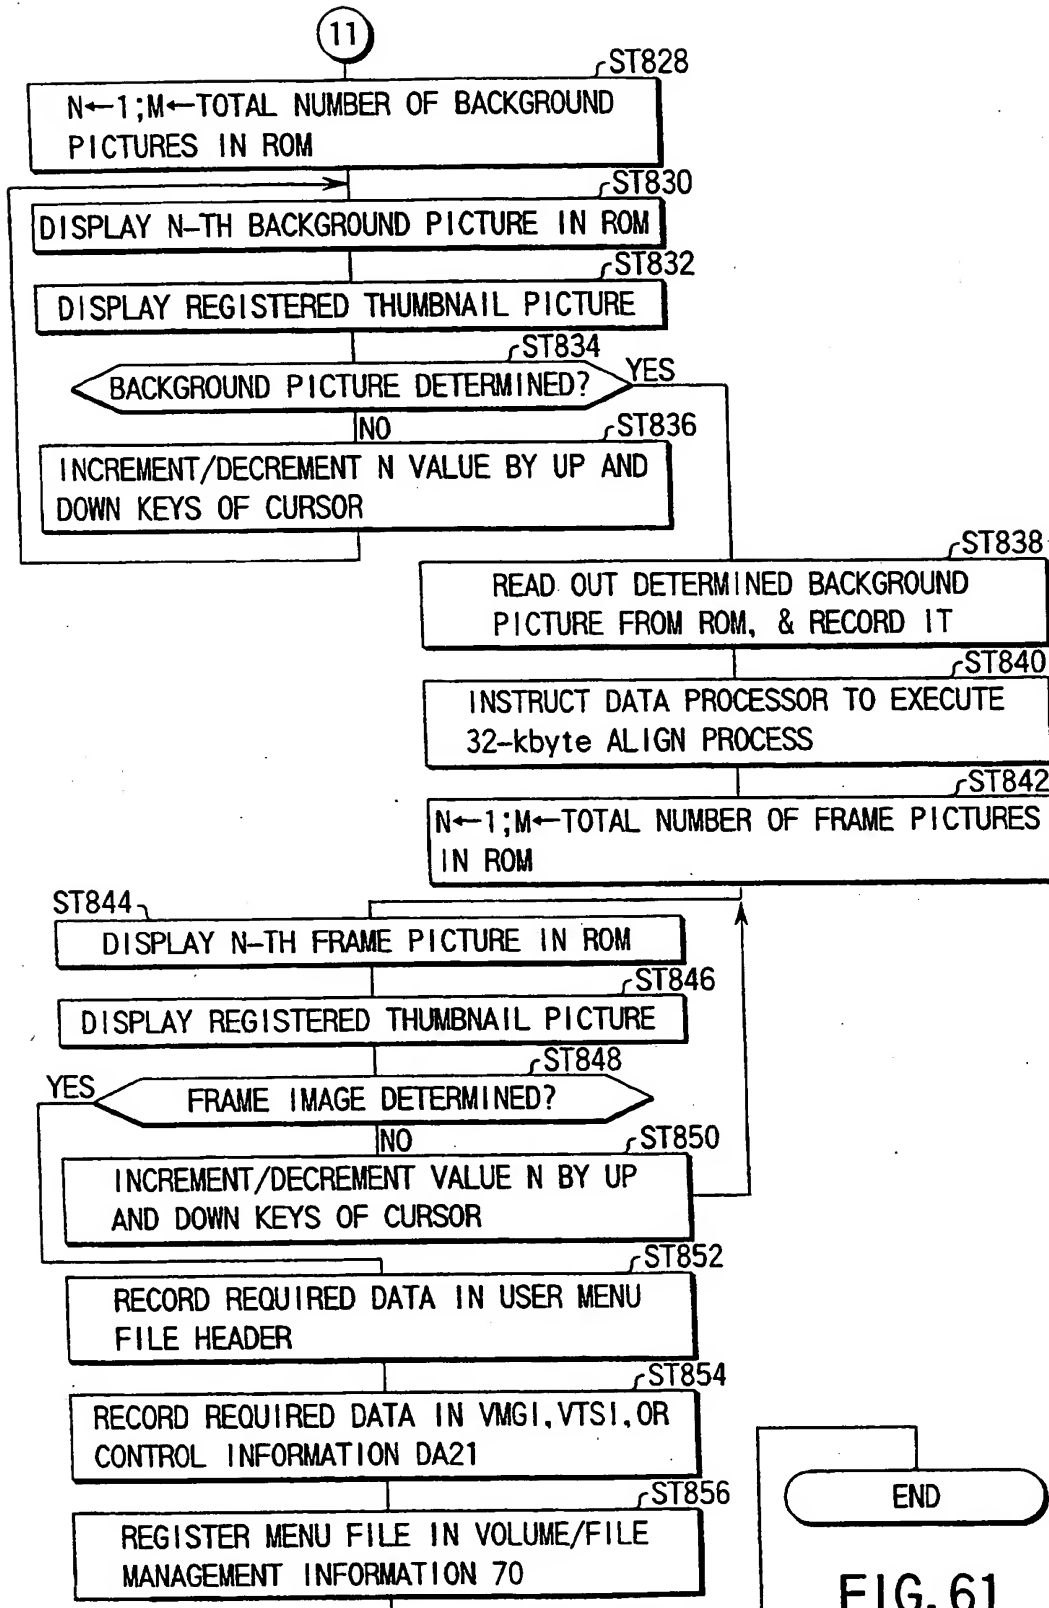 11
ST828
N←1;M←TOTAL NUMBER OF BACKGROUND
PICTURES IN ROM
ST830
DISPLAY N-TH BACKGROUND PICTURE IN ROM
ST832
DISPLAY REGISTERED THUMBNAIL PICTURE
ST834
BACKGROUND PICTURE DETERMINED?
YES
NO
ST836
INCREMENT/DECREMENT N VALUE BY UP AND
DOWN KEYS OF CURSOR
ST838
READ OUT DETERMINED BACKGROUND
PICTURE FROM ROM, & RECORD IT
ST840
INSTRUCT DATA PROCESSOR TO EXECUTE
32-kbyte ALIGN PROCESS
ST842
N←1;M←TOTAL NUMBER OF FRAME PICTURES
IN ROM
ST844
DISPLAY N-TH FRAME PICTURE IN ROM
ST846
DISPLAY REGISTERED THUMBNAIL PICTURE
ST848
YES
FRAME IMAGE DETERMINED?
NO
ST850
INCREMENT/DECREMENT VALUE N BY UP
AND DOWN KEYS OF CURSOR
ST852
RECORD REQUIRED DATA IN USER MENU
FILE HEADER
ST854
RECORD REQUIRED DATA IN VMGI,VTSI,OR
CONTROL INFORMATION DA21
ST856
REGISTER MENU FILE IN VOLUME/FILE
MANAGEMENT INFORMATION 70
END
FIG.61